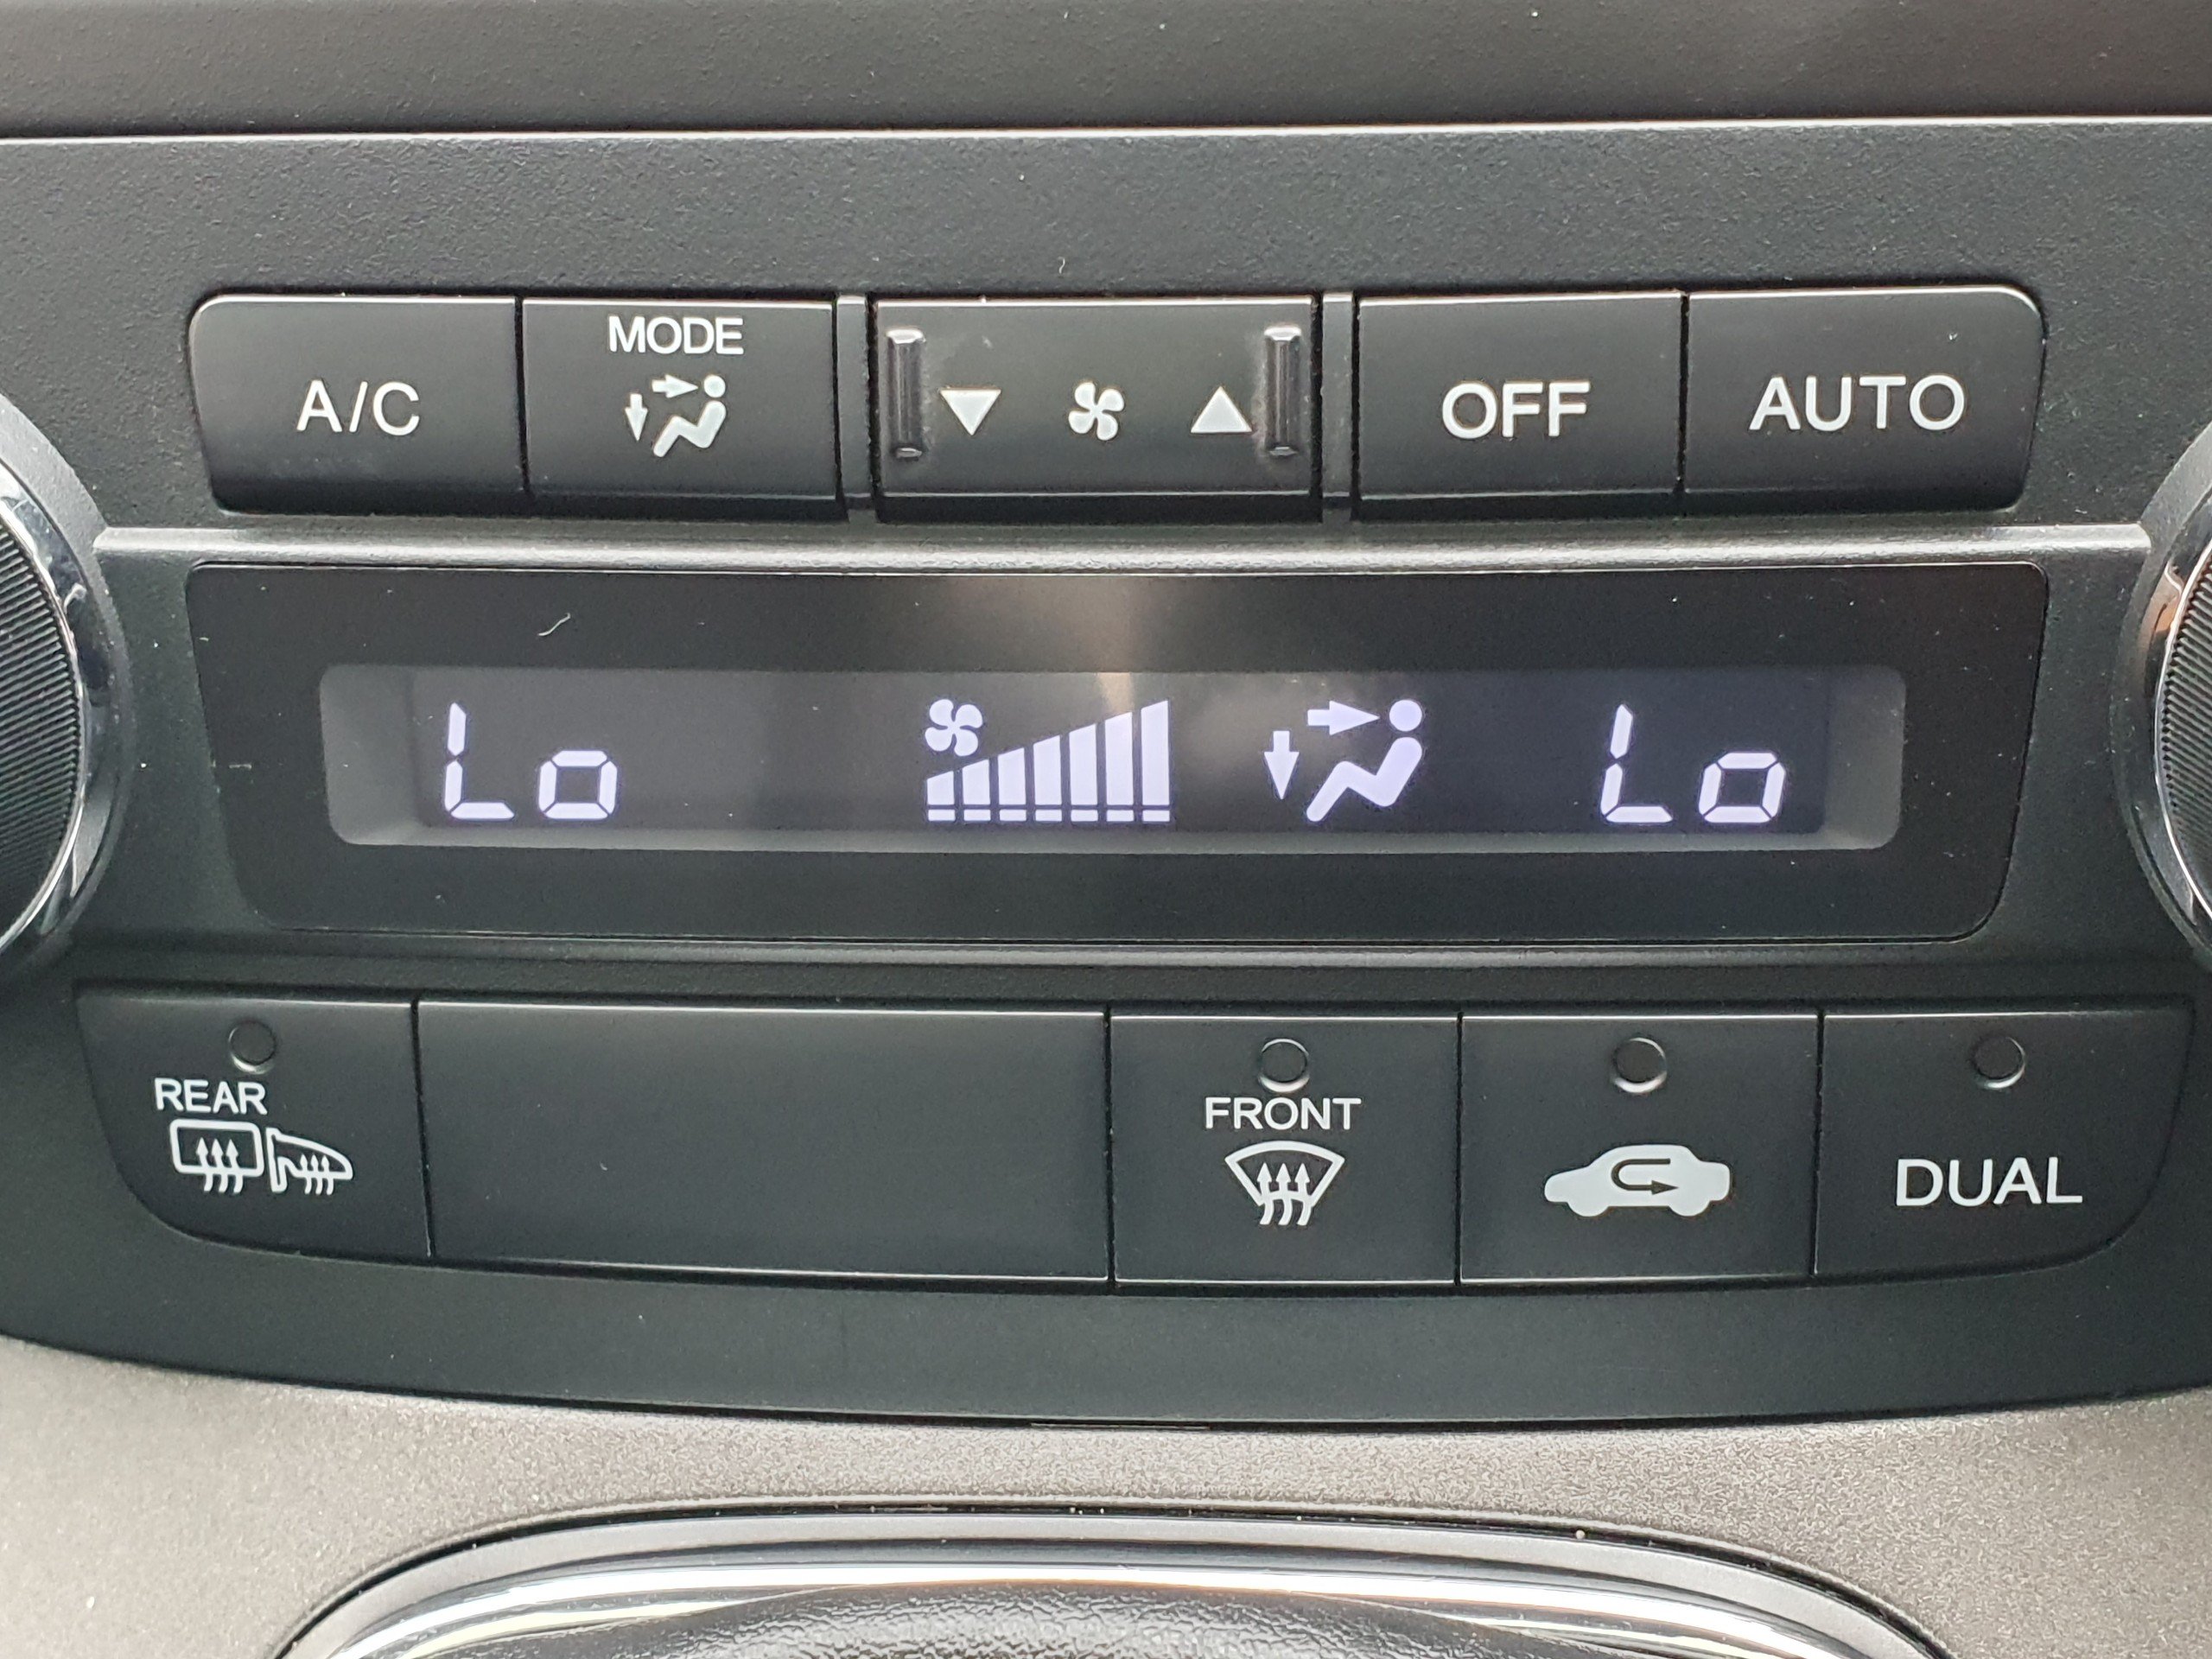 A/C
MODE
OFF
AUTO
Lo
Lo
REAR
FRONT
DUAL